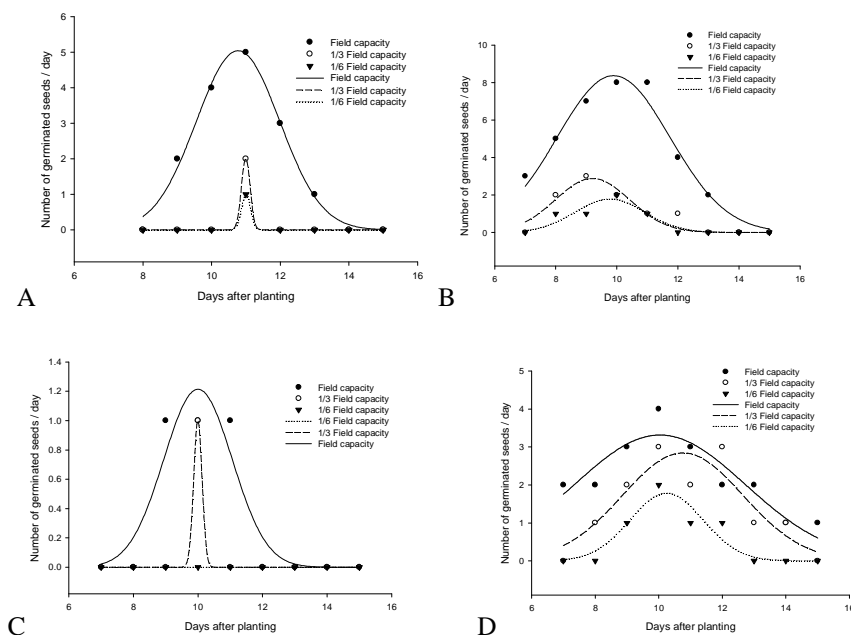 Number of germinated seeds / day
6
5
4
3
2
1
0
6 8 10 12 14 16
Days after planting
Field capacity
1/3 Field capacity
1/6 Field capacity
Field capacity
1/3 Field capacity
1/6 Field capacity
A
Number of germinated seeds / day
10
8
6
4
2
0
6 8 10 12 14 16
Days after planting
Field capacity
1/3 Field capacity
1/6 Field capacity
Field capacity
1/3 Field capacity
1/6 Field capacity
B
Number of germinated seeds / day
1.4
1.2
1.0
0.8
0.6
0.4
0.2
0.0
6 8 10 12 14 16
Days after planting
Field capacity
1/3 Field capacity
1/6 Field capacity
1/6 Field capacity
1/3 Field capacity
Field capacity
C
Number of germinated seeds / day
5
4
3
2
1
0
6 8 10 12 14 16
Days after planting
Field capacity
1/3 Field capacity
1/6 Field capacity
Field capacity
1/3 Field capacity
1/6 Field capacity
D